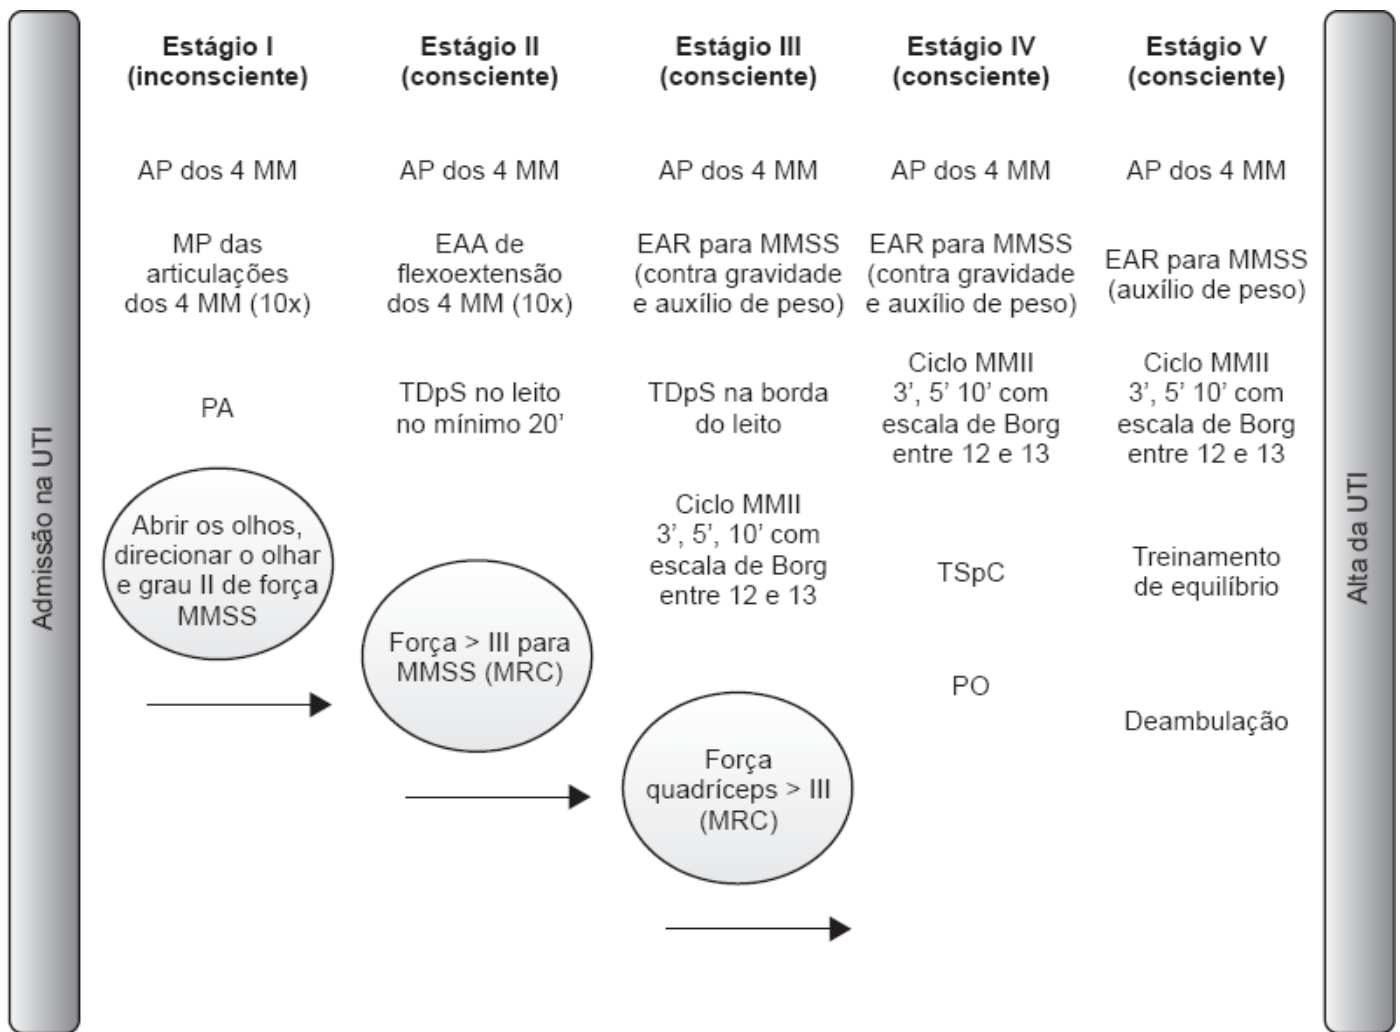 Admissão na UTI
Estágio I
(inconsciente)
AP dos 4 MM
MP das
articulações
dos 4 MM (10x)
PA
Abrir os olhos,
direcionar o olhar
e grau II de força
MMSS
Estágio II
(consciente)
AP dos 4 MM
EAA de
flexoextensão
dos 4 MM (10x)
TDpS no leito
no mínimo 20’
Força > III para
MMSS (MRC)
Estágio III
(consciente)
AP dos 4 MM
EAR para MMSS
(contra gravidade
e auxílio de peso)
TDpS na borda
do leito
Ciclo MMII
3’, 5’, 10’ com
escala de Borg
entre 12 e 13
Força
quadríceps > III
(MRC)
Estágio IV
(consciente)
AP dos 4 MM
EAR para MMSS
(contra gravidade
e auxílio de peso)
Ciclo MMII
3’, 5’ 10’ com
escala de Borg
entre 12 e 13
TSpC
PO
Estágio V
(consciente)
AP dos 4 MM
EAR para MMSS
(auxílio de peso)
Ciclo MMII
3’, 5’ 10’ com
escala de Borg
entre 12 e 13
Treinamento
de equilíbrio
Deambulação
Alta da UTI